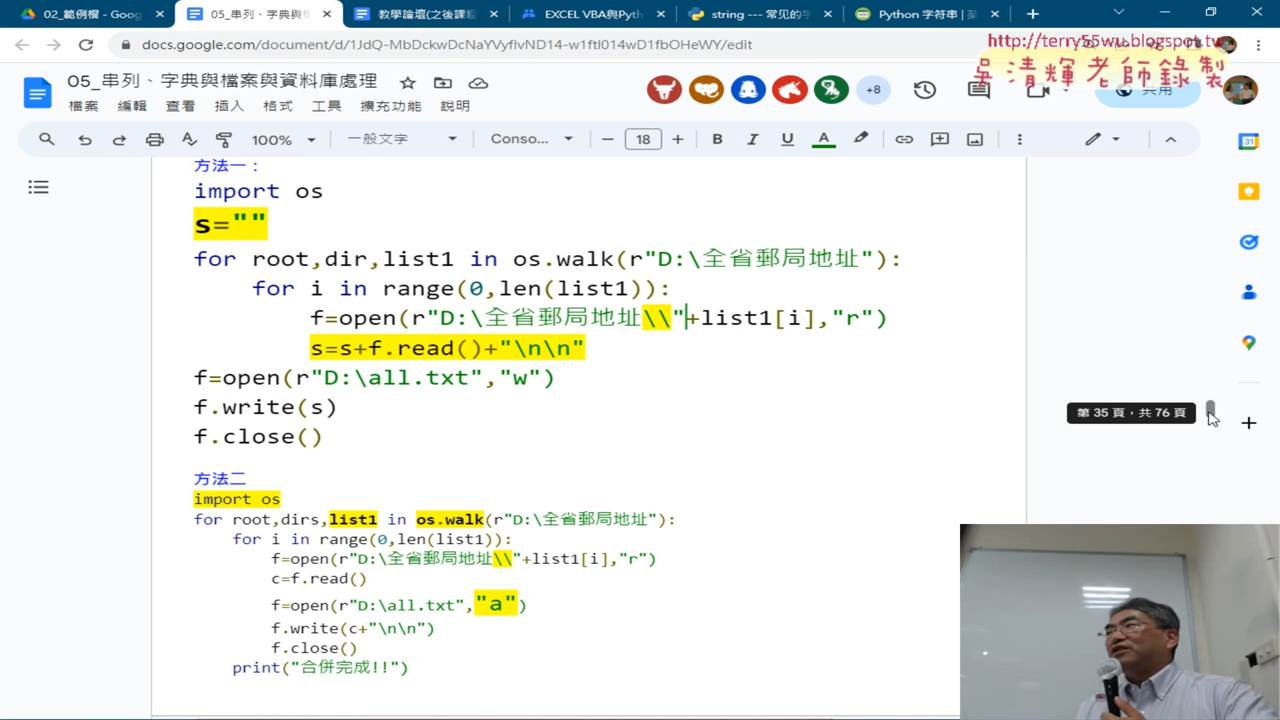 02_範例檔 - Goog
05_串列、字典與檔
教學論壇(之後課
EXCEL VBA與Pyth
string --- 常见的字
Python 字符串 | 菜
docs.google.com/document/d/1JdQ-MbDckwDcNaYVyflvND14-w1ftl014wD1fbOHeWY/edit
http://terry55wu.blogspot.tw
吳清輝老師錄製
05_串列、字典與檔案與資料庫處理
+8
共用
檔案 編輯 查看 插入 格式 工具 擴充功能 說明
100% 一般文字 Conso... 18 B I U A
31
方法一：
import os
s=""
for root,dir,list1 in os.walk(r"D:\全省郵局地址"):
for i in range(0,len(list1)):
f=open(r"D:\全省郵局地址\\"+list1[i],"r")
s=s+f.read()+"\n\n"
f=open(r"D:\all.txt","w")
f.write(s)
f.close()
第 35 頁，共 76 頁
方法二
import os
for root,dirs,list1 in os.walk(r"D:\全省郵局地址"):
for i in range(0,len(list1)):
f=open(r"D:\全省郵局地址\\"+list1[i],"r")
c=f.read()
f=open(r"D:\all.txt","a")
f.write(c+"\n\n")
f.close()
print("合併完成!!")